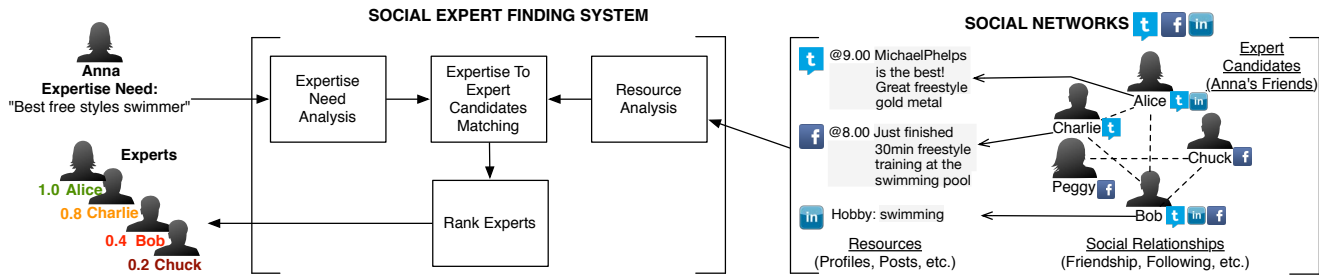 SOCIAL EXPERT FINDING SYSTEM
SOCIAL NETWORKS
Anna
Expertise Need:
"Best free styles swimmer"
Experts
1.0 Alice
0.8 Charlie
0.4 Bob
0.2 Chuck
Expertise
Need
Analysis
Expertise To
Expert
Candidates
Matching
Resource
Analysis
Rank Experts
@9.00 MichaelPhelps
is the best!
Great freestyle
gold metal
@8.00 Just finished
30min freestyle
training at the
swimming pool
in Hobby: swimming
Resources
(Profiles, Posts, etc.)
Expert
Candidates
(Anna's Friends)
Alice
Charlie
Chuck
Peggy
Bob
Social Relationships
(Friendship, Following, etc.)